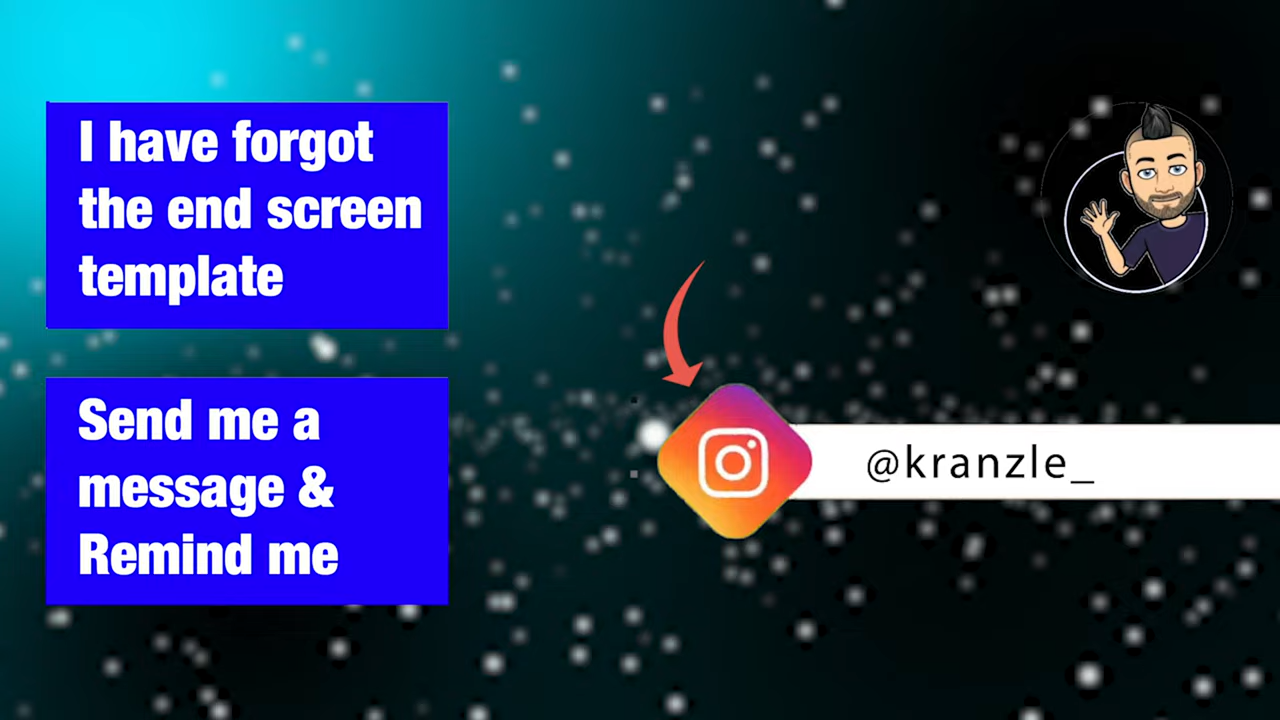 I have forgot
the end screen
template
Send me a
message &
Remind me
@kranzle_